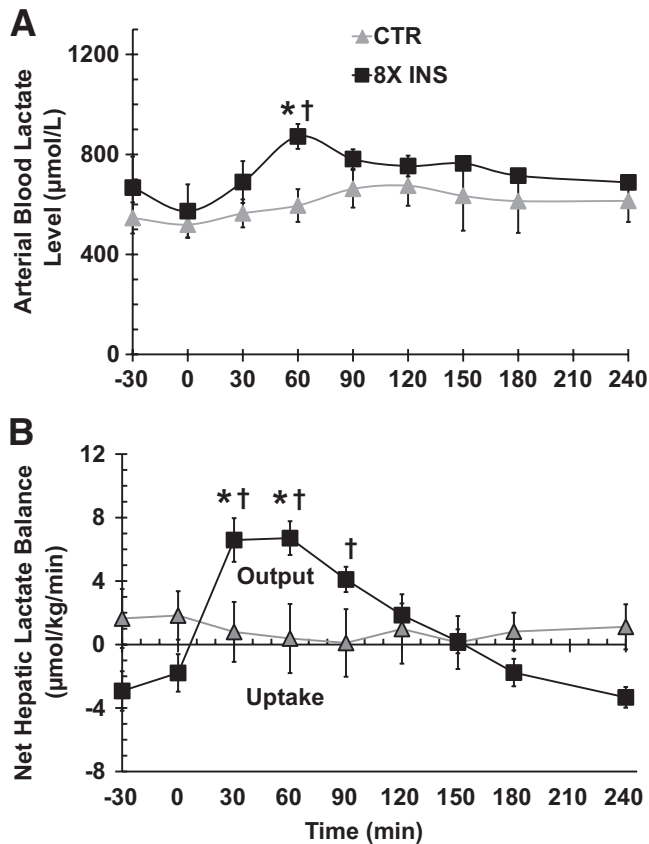 A
CTR
8X INS
Arterial Blood Lactate
Level (µmol/L)
1200
800
400
0
*†
-30 0 30 60 90 120 150 180 210 240
B
Net Hepatic Lactate Balance
(µmol/kg/min)
12
8
4
0
-4
-8
*† *† †
Output
Uptake
-30 0 30 60 90 120 150 180 210 240
Time (min)